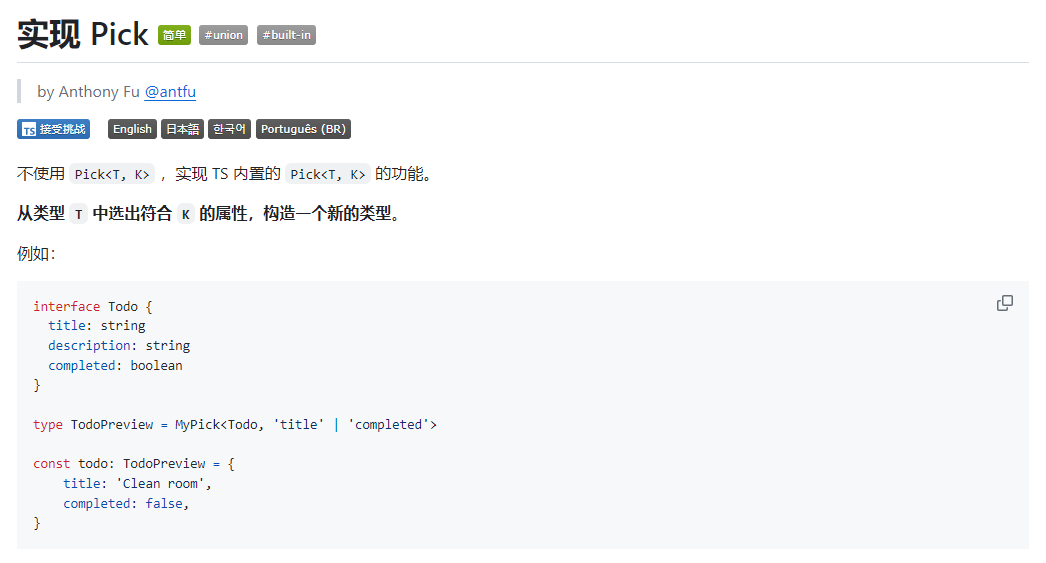 实现 Pick 简单 #union #built-in
by Anthony Fu @antfu
TS 接受挑战 English 日本語 한국어 Português (BR)
不使用 Pick<T, K> ，实现 TS 内置的 Pick<T, K> 的功能。
从类型 T 中选出符合 K 的属性，构造一个新的类型。
例如：
interface Todo {
  title: string
  description: string
  completed: boolean
}
type TodoPreview = MyPick<Todo, 'title' | 'completed'>
const todo: TodoPreview = {
    title: 'Clean room',
    completed: false,
}